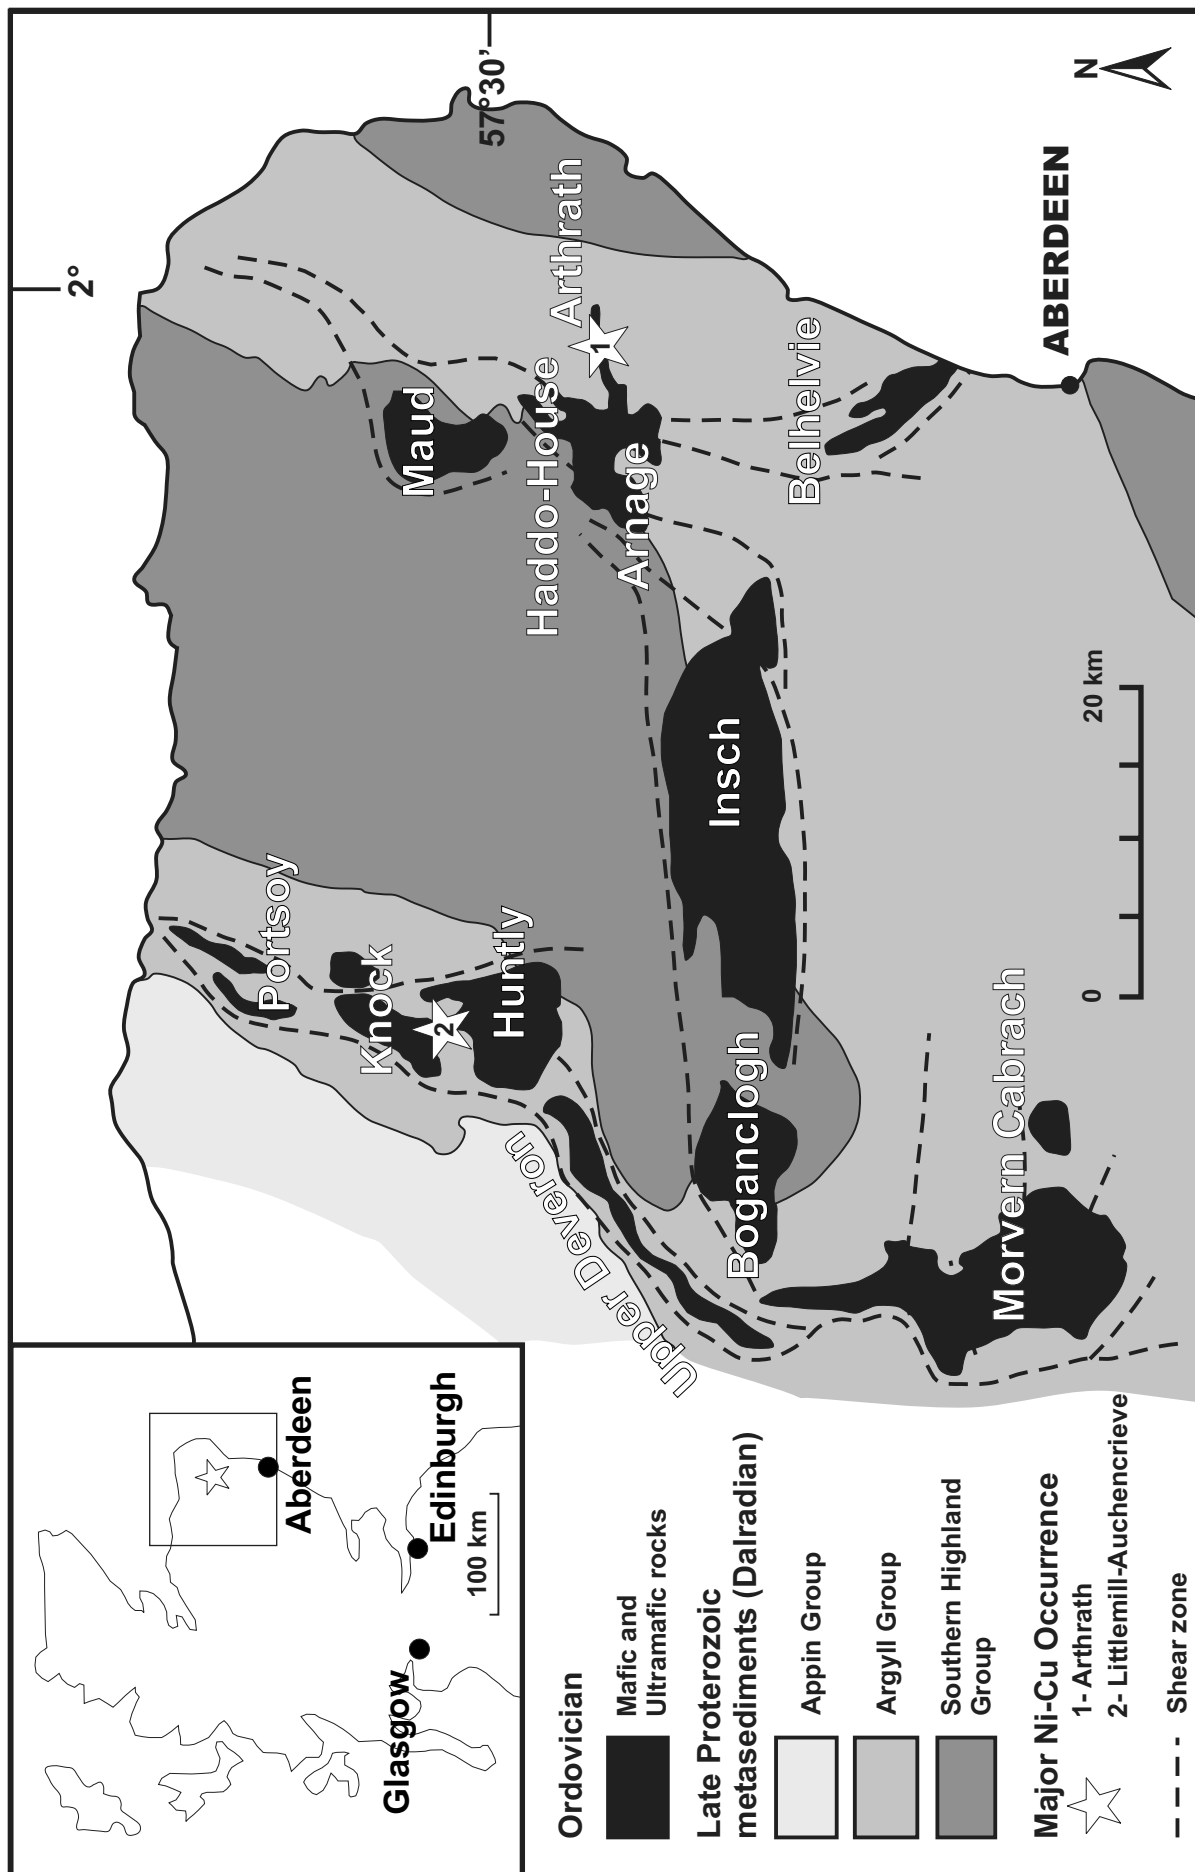 2°
57°30'
N
Portsoy
Knock
2
Huntly
Upper Deveron
Maud
Haddo-House
Arthrath
1
Arnage
Insch
Boganclogh
Belhelvie
Morvern Cabrach
ABERDEEN
0
20 km
Aberdeen
Edinburgh
Glasgow
100 km
Ordovician
Mafic and
Ultramafic rocks
Late Proterozoic
metasediments (Dalradian)
Appin Group
Argyll Group
Southern Highland
Group
Major Ni-Cu Occurrence
1- Arthrath
2- Littlemill-Auchencrieve
Shear zone